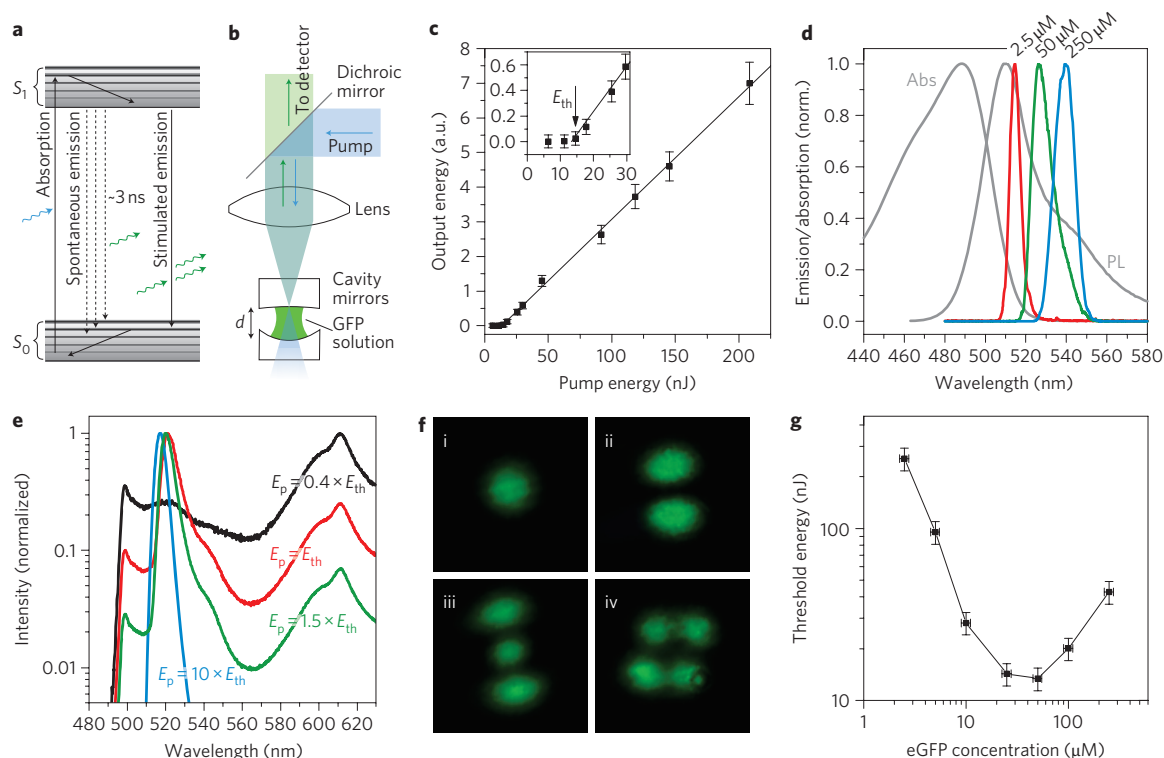 a
S1
Absorption
Spontaneous emission
~3 ns
Stimulated emission
S0
b
To detector
Dichroic
mirror
Pump
Lens
Cavity
mirrors
d
GFP
solution
c
Output energy (a.u.)
8
7
6
5
4
3
2
1
0
0.6
0.4
0.2
0.0
Eth
0 10 20 30
0 50 100 150 200
Pump energy (nJ)
d
2.5 µM
50 µM
250 µM
Emission/absorption (norm.)
1.0
0.8
0.6
0.4
0.2
0.0
Abs
PL
440 460 480 500 520 540 560 580
Wavelength (nm)
e
Intensity (normalized)
1
0.1
0.01
Ep = 0.4 × Eth
Ep = Eth
Ep = 1.5 × Eth
Ep = 10 × Eth
480 500 520 540 560 580 600 620
Wavelength (nm)
f
i
ii
iii
iv
g
Threshold energy (nJ)
100
10
1 10 100
eGFP concentration (µM)